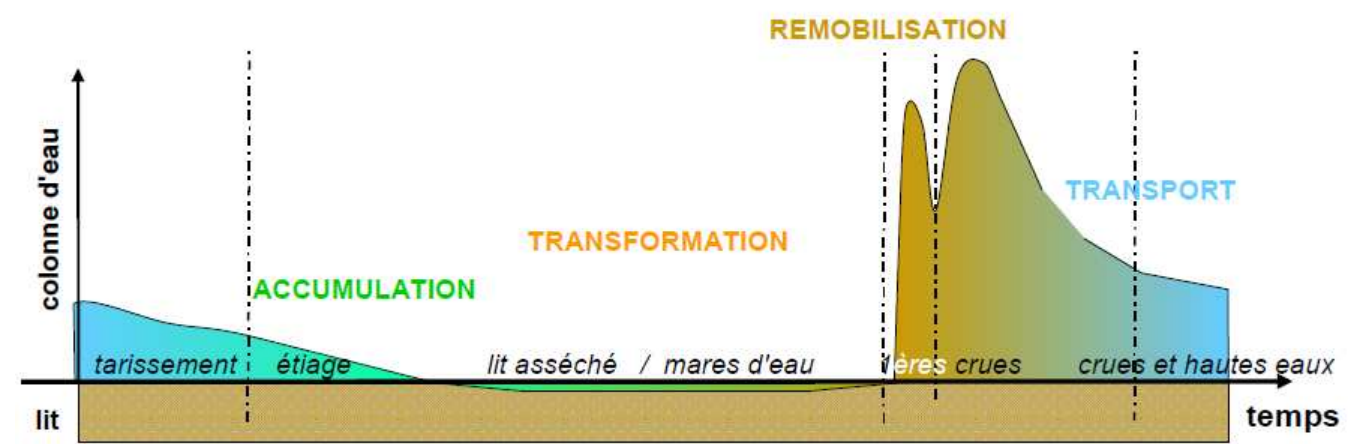 REMOBILISATION
colonne d'eau
TRANSPORT
TRANSFORMATION
ACCUMULATION
tarissement étiage lit asséché / mares d'eau 1ères crues crues et hautes eaux
lit temps